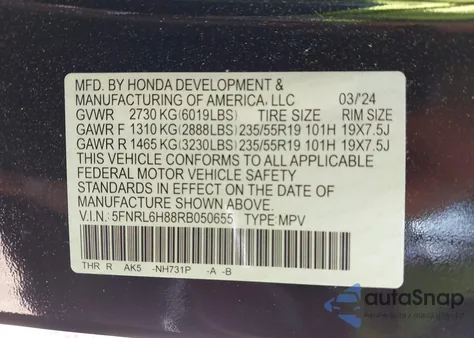 MFD. BY HONDA DEVELOPMENT &
MANUFACTURING OF AMERICA, LLC 03/'24
GVWR 2730 KG(6019LBS) TIRE SIZE RIM SIZE
GAWR F 1310 KG(2888LBS)235/55R19 101H 19X7.5J
GAWR R 1465 KG(3230LBS)235/55R19 101H 19X7.5J
THIS VEHICLE CONFORMS TO ALL APPLICABLE
FEDERAL MOTOR VEHICLE SAFETY
STANDARDS IN EFFECT ON THE DATE OF
MANUFACTURE SHOWN ABOVE.
V.I.N.: 5FNRL6H88RB050655 TYPE:MPV
THR R AK5 -NH731P -A -B
autaSnap